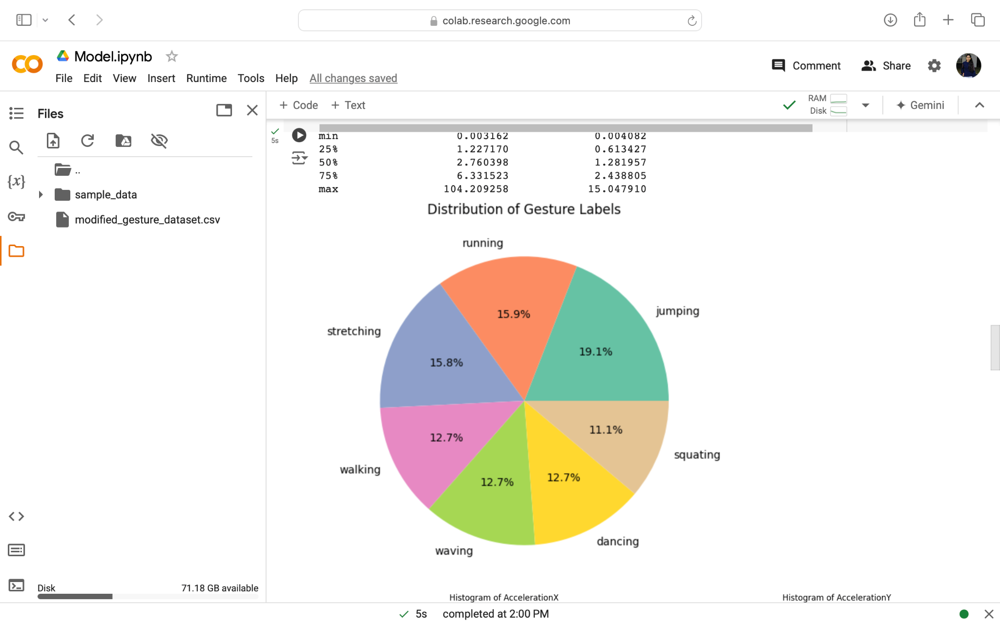 colab.research.google.com
Model.ipynb
File Edit View Insert Runtime Tools Help All changes saved
Comment Share
Files
+ Code + Text
RAM
Disk
Gemini
..
sample_data
modified_gesture_dataset.csv
{x}
Disk 71.18 GB available
5s
min 0.003162 0.004082
25% 1.227170 0.613427
50% 2.760398 1.281957
75% 6.331523 2.438805
max 104.209258 15.047910
Distribution of Gesture Labels
running
jumping
15.9%
stretching
19.1%
15.8%
11.1%
12.7%
squating
walking
12.7%
12.7%
dancing
waving
Histogram of AccelerationX Histogram of AccelerationY
5s completed at 2:00 PM